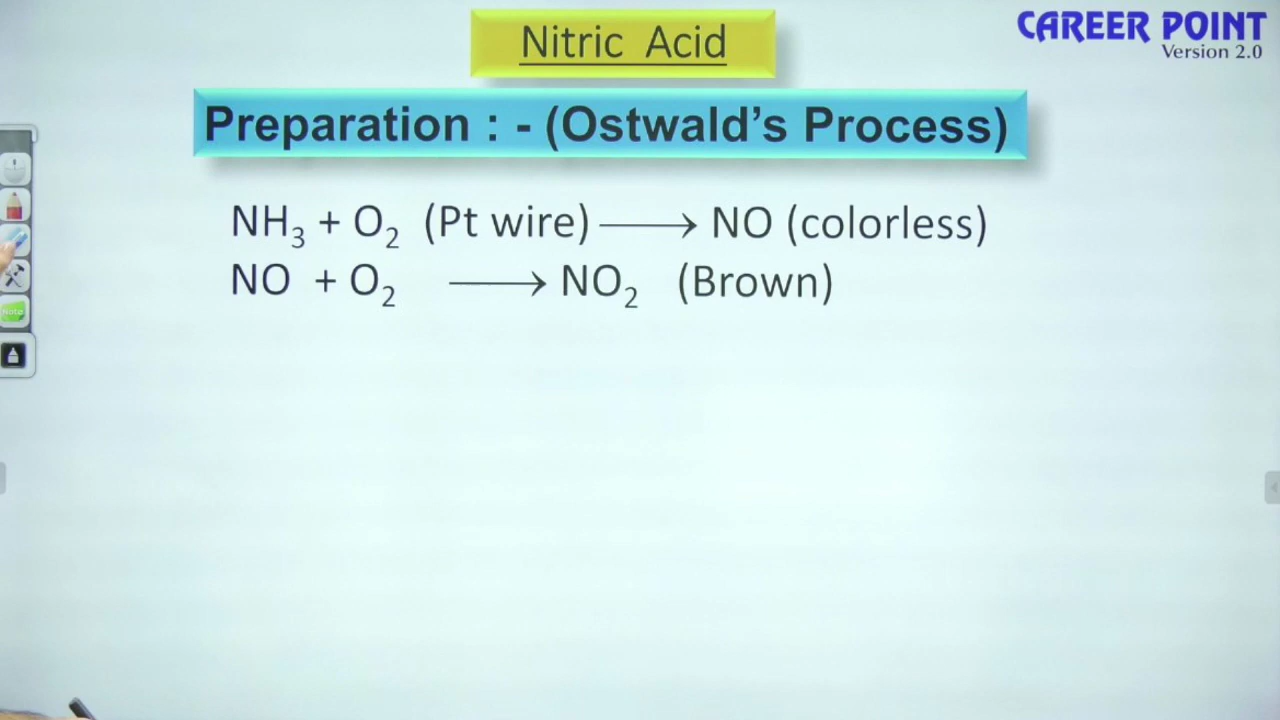 Nitric Acid
CAREER POINT
Version 2.0
Preparation : - (Ostwald’s Process)
NH₃ + O₂ (Pt wire) ⟶ NO (colorless)
NO + O₂ ⟶ NO₂ (Brown)
Note